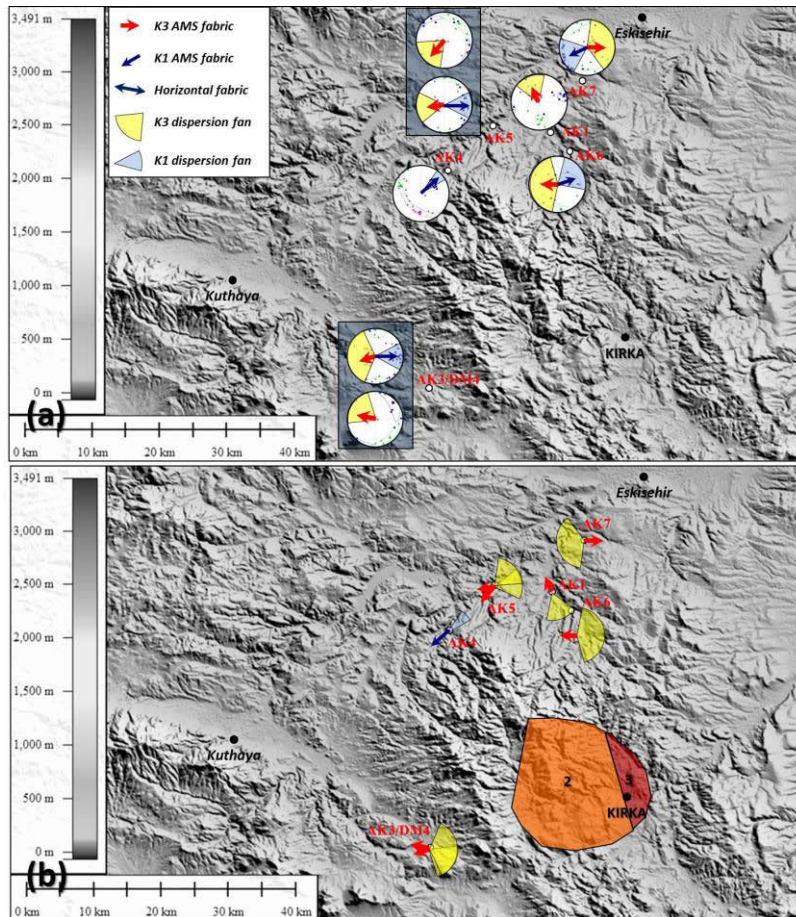 3,491 m
3,000 m
2,500 m
2,000 m
1,500 m
1,000 m
500 m
0 m
K3 AMS fabric
K1 AMS fabric
Horizontal fabric
K3 dispersion fan
K1 dispersion fan
Eskisehir
AK7
AK5
AK1
AK4
AK6
Kuthaya
KIRKA
AK3/DM4
(a)
0 km
10 km
20 km
30 km
40 km
3,491 m
3,000 m
2,500 m
2,000 m
1,500 m
1,000 m
500 m
0 m
Eskisehir
AK7
AK1
AK5
AK6
AK4
Kuthaya
2
3
KIRKA
AK3/DM4
(b)
0 km
10 km
20 km
30 km
40 km